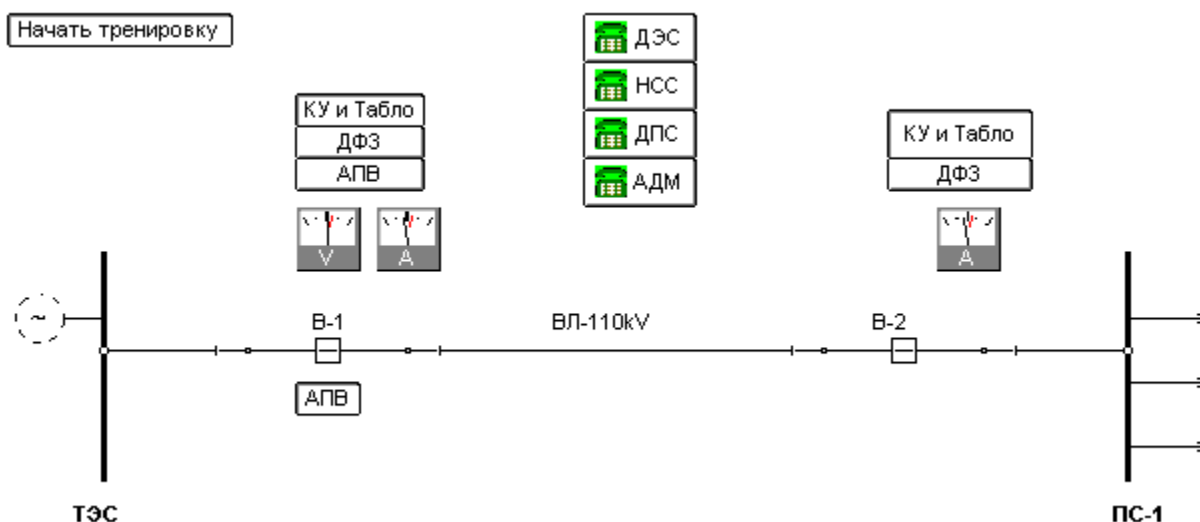 Начать тренировку
ДЭС
НСС
ДПС
АДМ
КУ и Табло
ДФЗ
АПВ
КУ и Табло
ДФЗ
V
A
A
~
В-1
ВЛ-110kV
В-2
АПВ
ТЭС
ПС-1